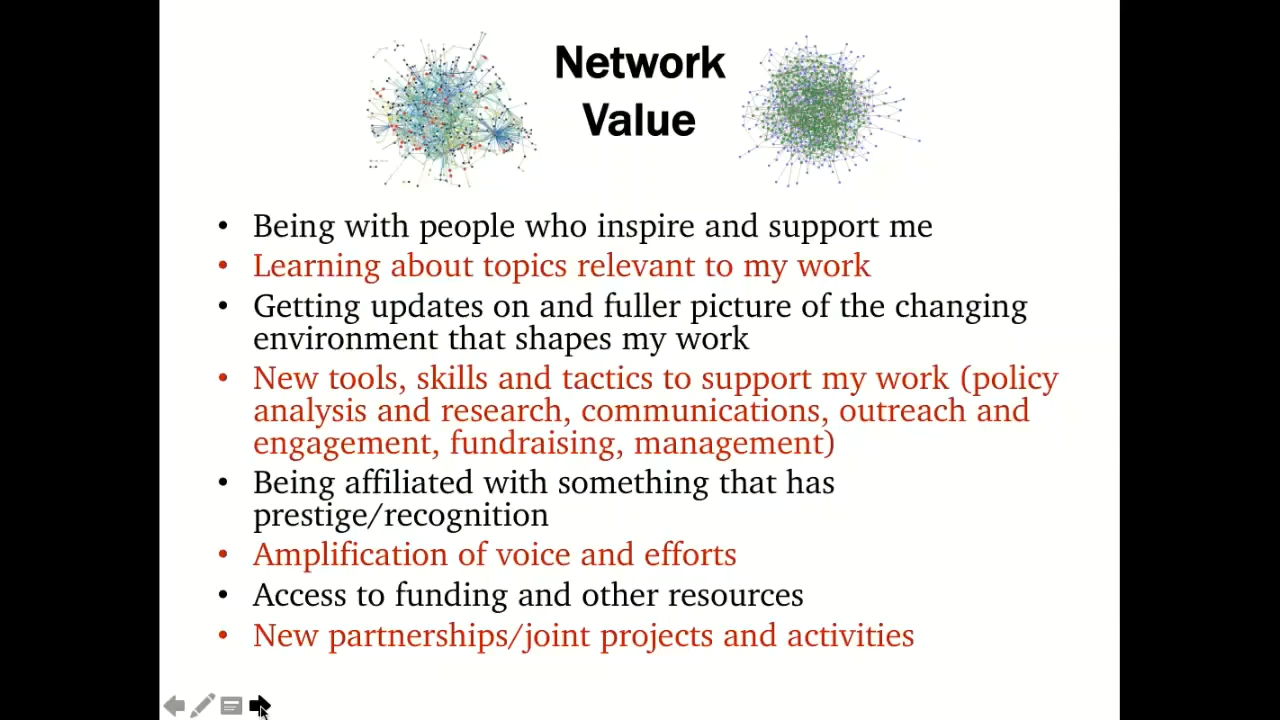 Network
Value
• Being with people who inspire and support me
• Learning about topics relevant to my work
• Getting updates on and fuller picture of the changing
environment that shapes my work
• New tools, skills and tactics to support my work (policy
analysis and research, communications, outreach and
engagement, fundraising, management)
• Being affiliated with something that has
prestige/recognition
• Amplification of voice and efforts
• Access to funding and other resources
• New partnerships/joint projects and activities